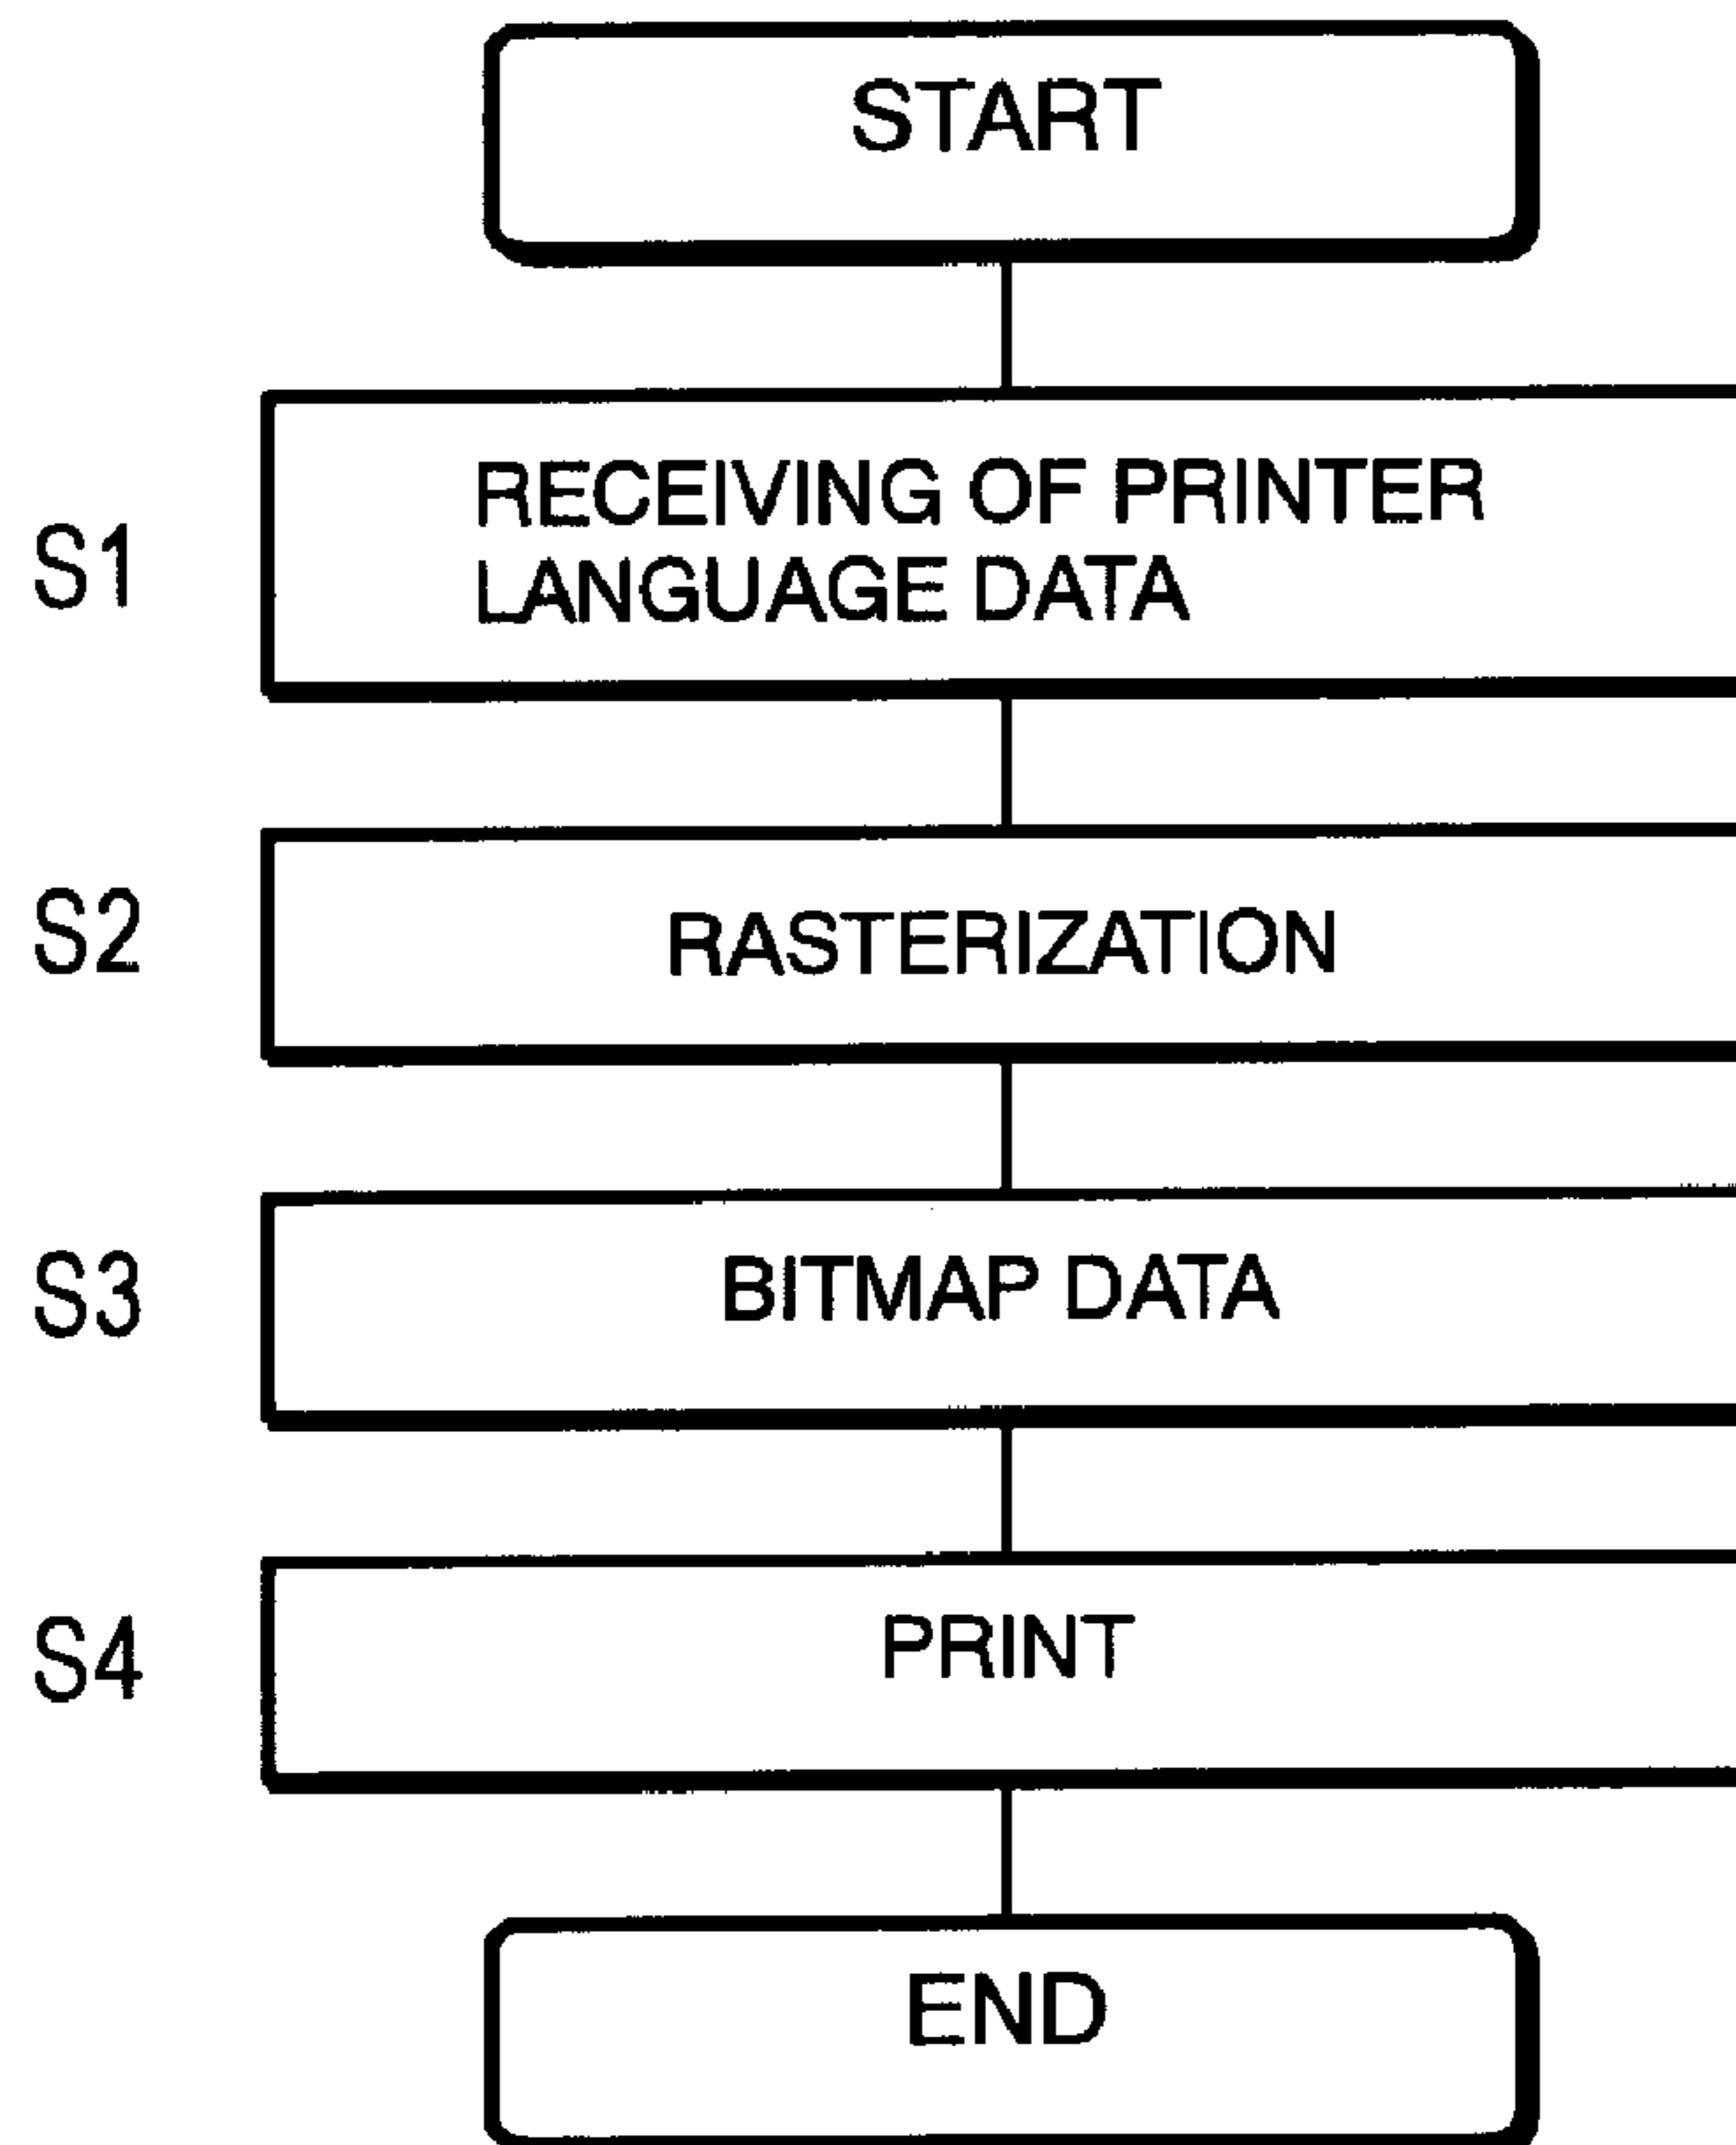 START
S1
RECEIVING OF PRINTER
LANGUAGE DATA
S2
RASTERIZATION
S3
BITMAP DATA
S4
PRINT
END